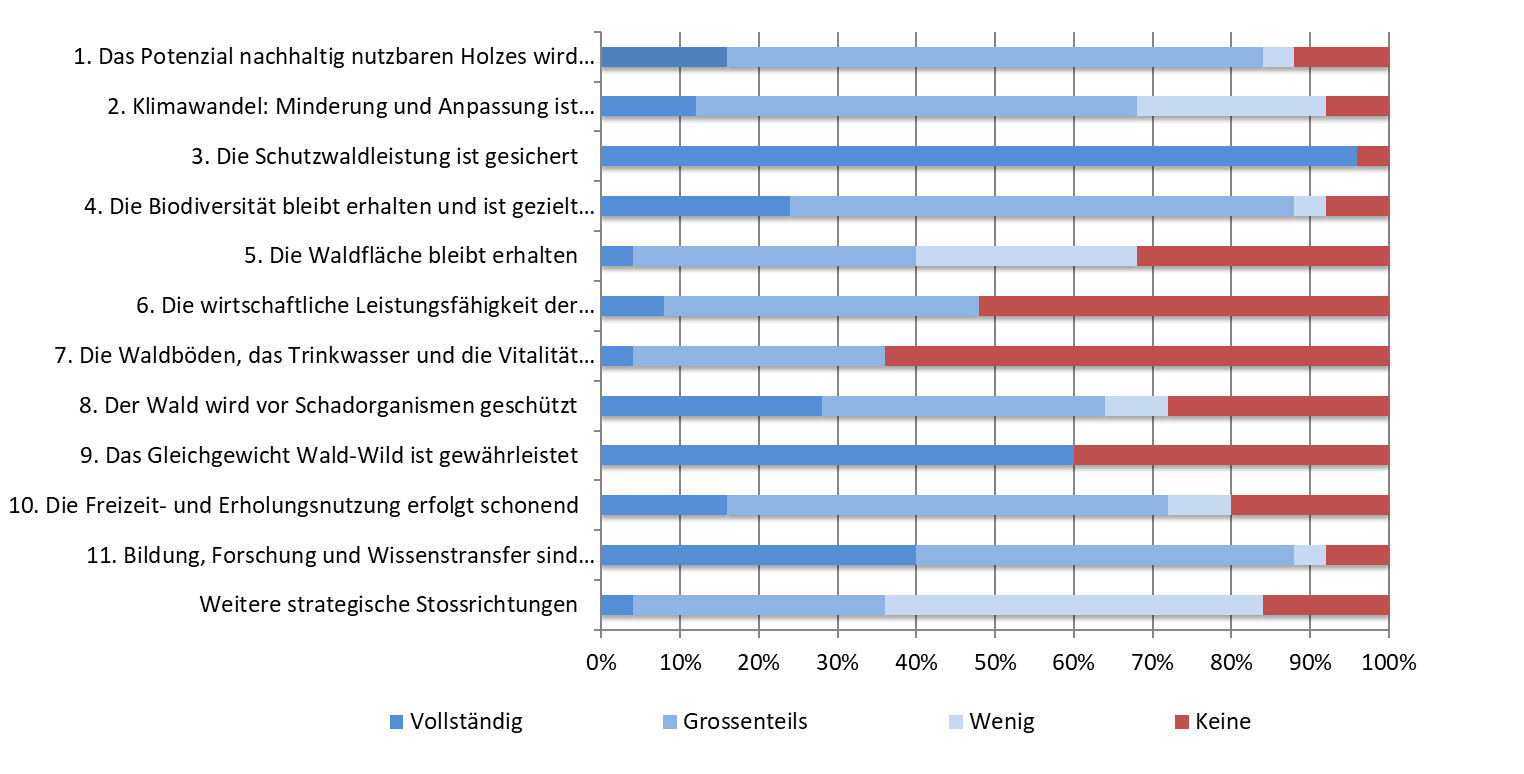 1. Das Potenzial nachhaltig nutzbaren Holzes wird...
2. Klimawandel: Minderung und Anpassung ist...
3. Die Schutzwaldleistung ist gesichert
4. Die Biodiversität bleibt erhalten und ist gezielt...
5. Die Waldfläche bleibt erhalten
6. Die wirtschaftliche Leistungsfähigkeit der...
7. Die Waldböden, das Trinkwasser und die Vitalität...
8. Der Wald wird vor Schadorganismen geschützt
9. Das Gleichgewicht Wald-Wild ist gewährleistet
10. Die Freizeit- und Erholungsnutzung erfolgt schonend
11. Bildung, Forschung und Wissenstransfer sind...
Weitere strategische Stossrichtungen
0% 10% 20% 30% 40% 50% 60% 70% 80% 90% 100%
Vollständig Grossenteils Wenig Keine